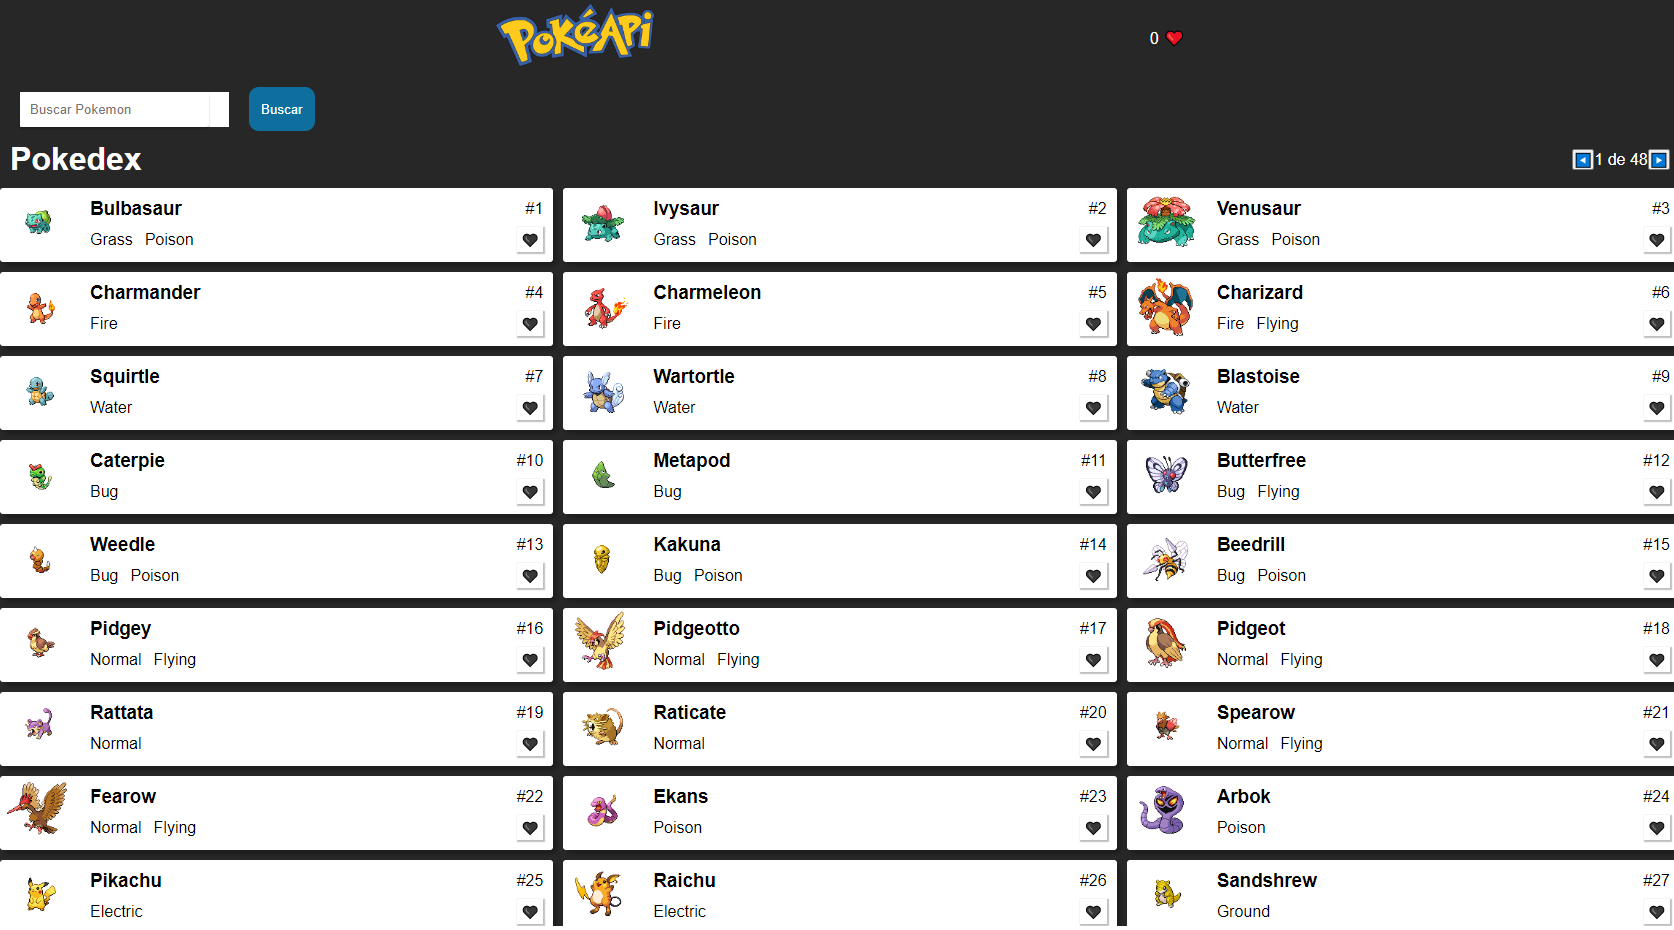 PokéApi
0
Buscar Pokemon
Buscar
Pokedex
1 de 48
Bulbasaur #1
Grass Poison
Ivysaur #2
Grass Poison
Venusaur #3
Grass Poison
Charmander #4
Fire
Charmeleon #5
Fire
Charizard #6
Fire Flying
Squirtle #7
Water
Wartortle #8
Water
Blastoise #9
Water
Caterpie #10
Bug
Metapod #11
Bug
Butterfree #12
Bug Flying
Weedle #13
Bug Poison
Kakuna #14
Bug Poison
Beedrill #15
Bug Poison
Pidgey #16
Normal Flying
Pidgeotto #17
Normal Flying
Pidgeot #18
Normal Flying
Rattata #19
Normal
Raticate #20
Normal
Spearow #21
Normal Flying
Fearow #22
Normal Flying
Ekans #23
Poison
Arbok #24
Poison
Pikachu #25
Electric
Raichu #26
Electric
Sandshrew #27
Ground